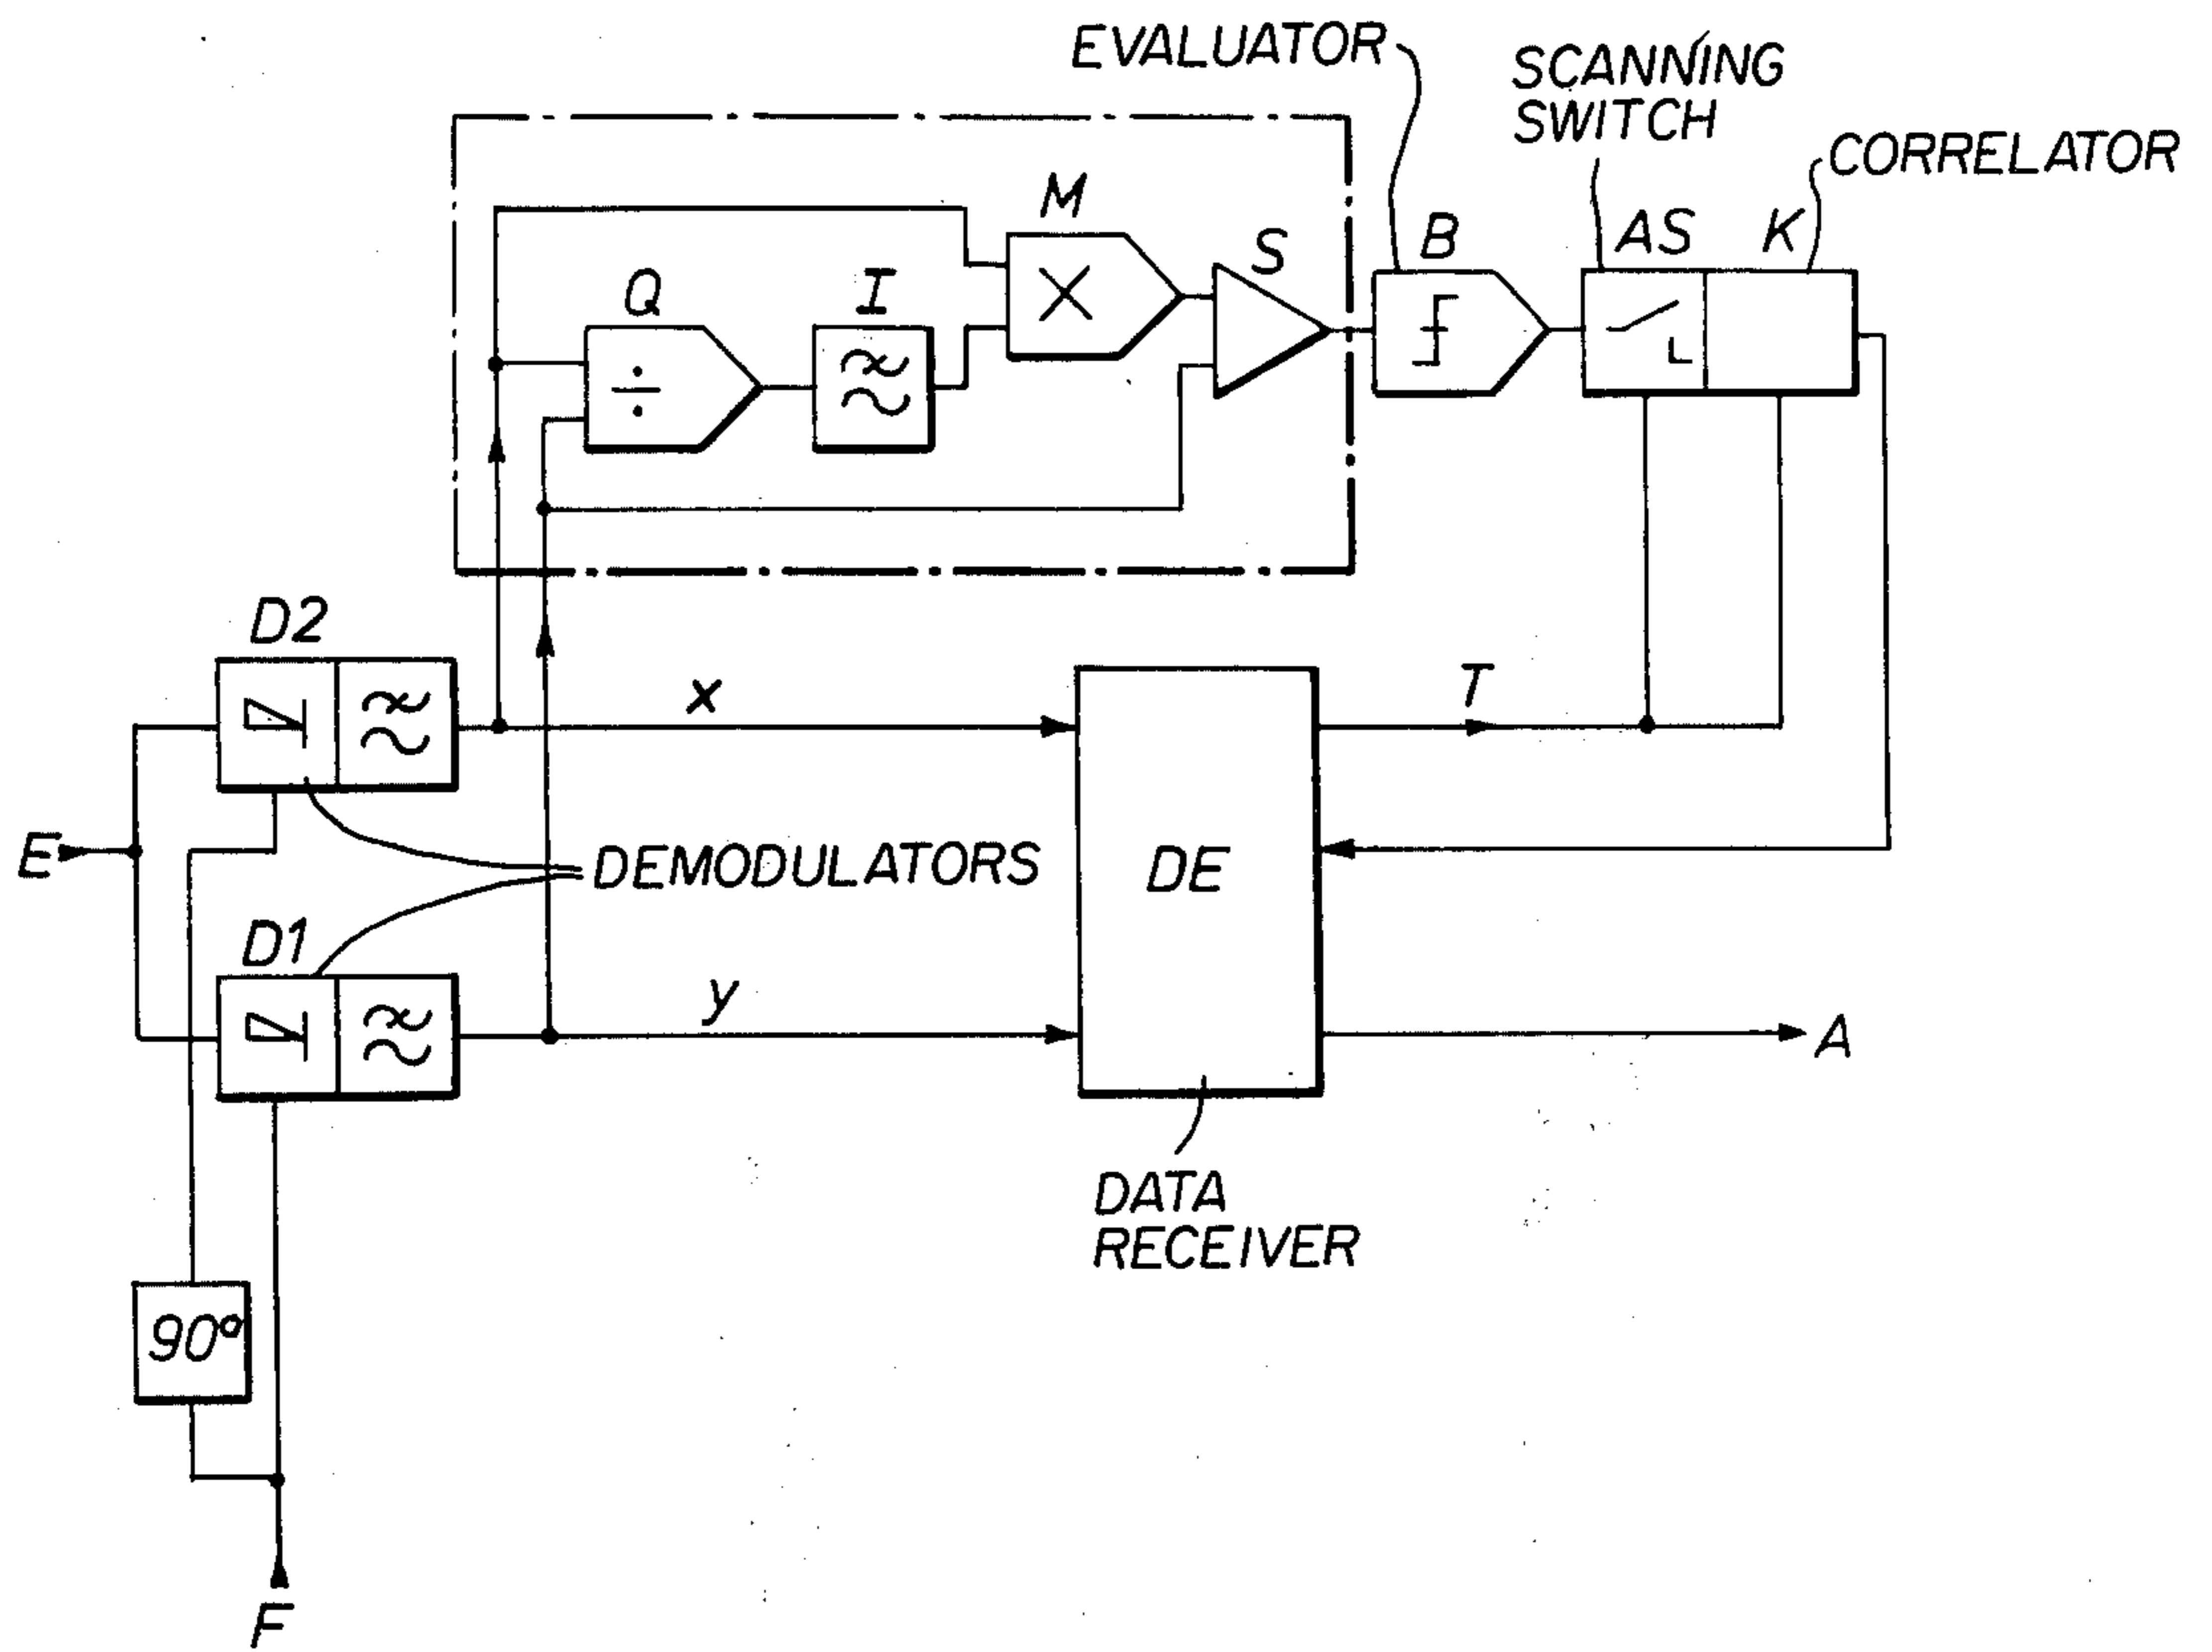 EVALUATOR
SCANNING
SWITCH
CORRELATOR
M
S
B
AS
K
Q
I
×
÷
D2
x
T
E
DEMODULATORS
DE
D1
y
A
DATA
RECEIVER
90°
F